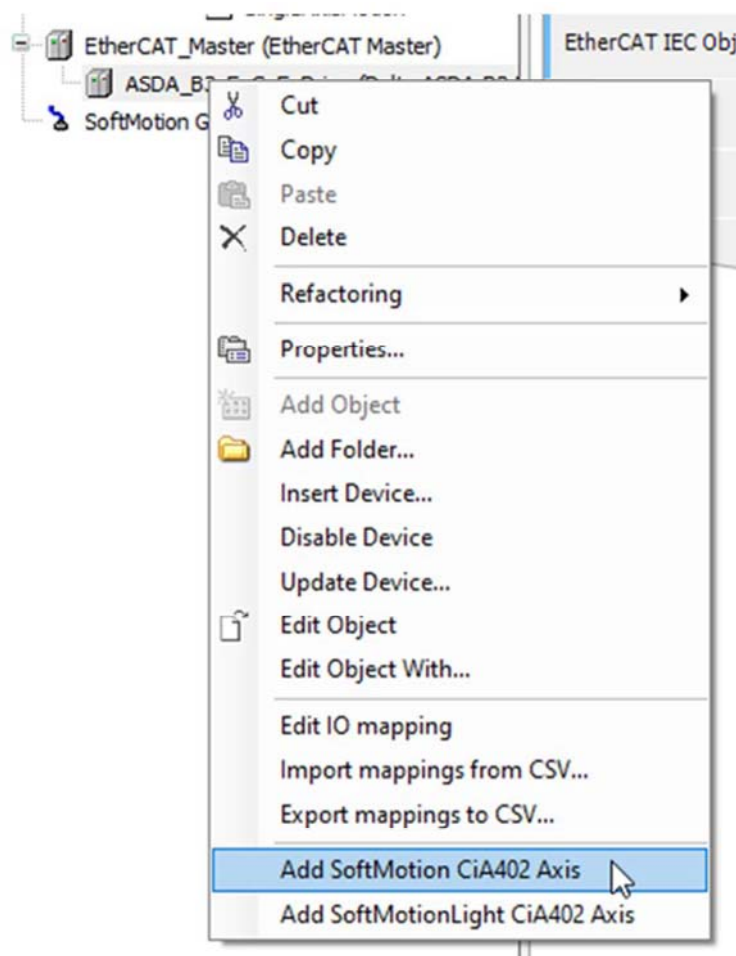 EtherCAT_Master (EtherCAT Master)
EtherCAT IEC Obj
ASDA_B3
SoftMotion G
Cut
Copy
Paste
Delete
Refactoring
Properties...
Add Object
Add Folder...
Insert Device...
Disable Device
Update Device...
Edit Object
Edit Object With...
Edit IO mapping
Import mappings from CSV...
Export mappings to CSV...
Add SoftMotion CiA402 Axis
Add SoftMotionLight CiA402 Axis